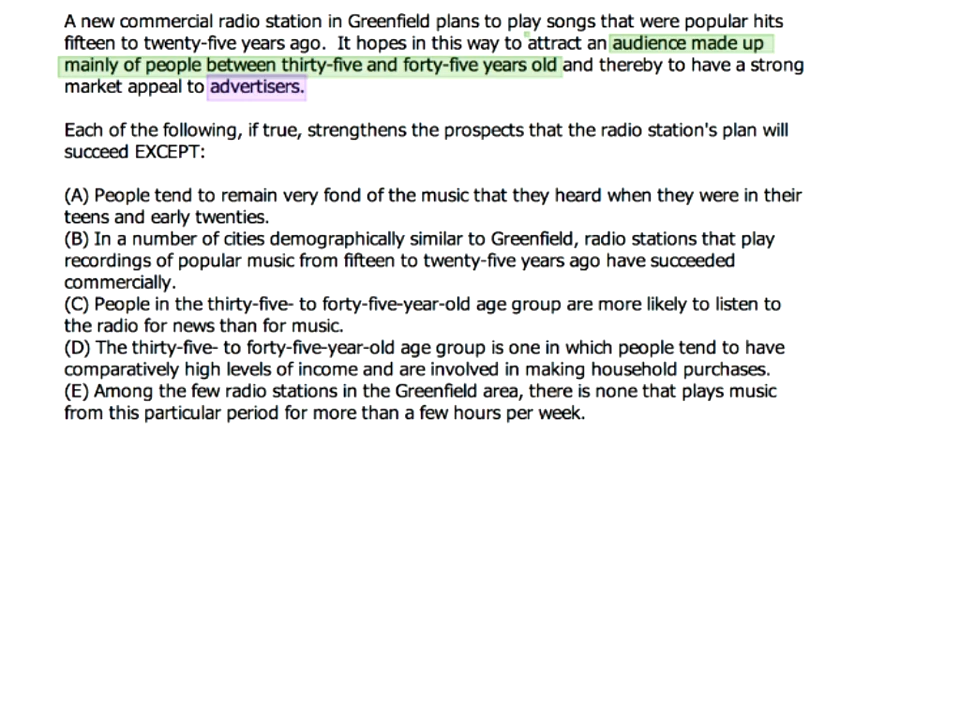 A new commercial radio station in Greenfield plans to play songs that were popular hits
fifteen to twenty-five years ago.  It hopes in this way to attract an audience made up
mainly of people between thirty-five and forty-five years old and thereby to have a strong
market appeal to advertisers.
Each of the following, if true, strengthens the prospects that the radio station's plan will
succeed EXCEPT:
(A) People tend to remain very fond of the music that they heard when they were in their
teens and early twenties.
(B) In a number of cities demographically similar to Greenfield, radio stations that play
recordings of popular music from fifteen to twenty-five years ago have succeeded
commercially.
(C) People in the thirty-five- to forty-five-year-old age group are more likely to listen to
the radio for news than for music.
(D) The thirty-five- to forty-five-year-old age group is one in which people tend to have
comparatively high levels of income and are involved in making household purchases.
(E) Among the few radio stations in the Greenfield area, there is none that plays music
from this particular period for more than a few hours per week.